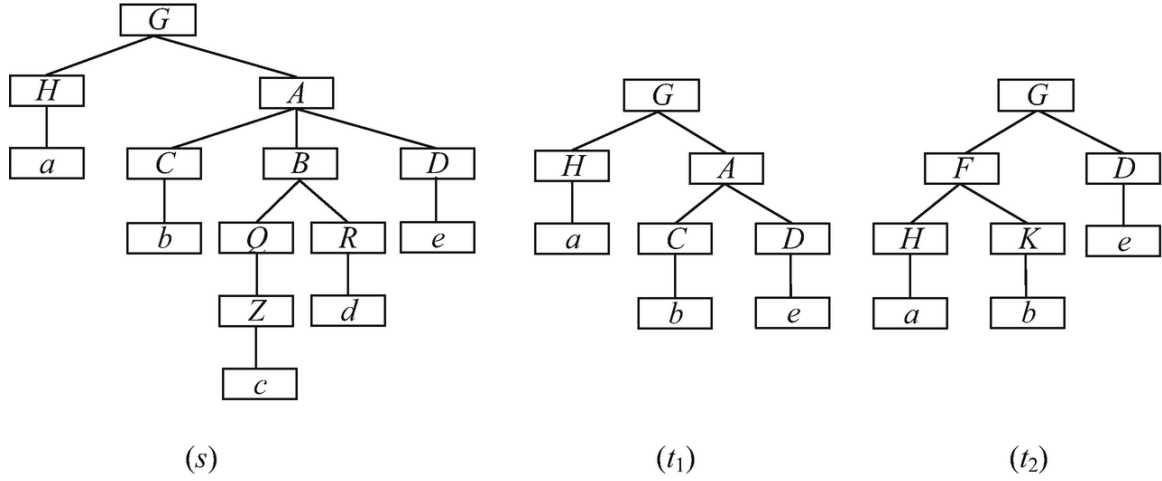 G
H A
a C B D
b Q R e
Z d
c
(s)
G
H A
a C D
b e
(t₁)
G
F D
H K e
a b
(t₂)